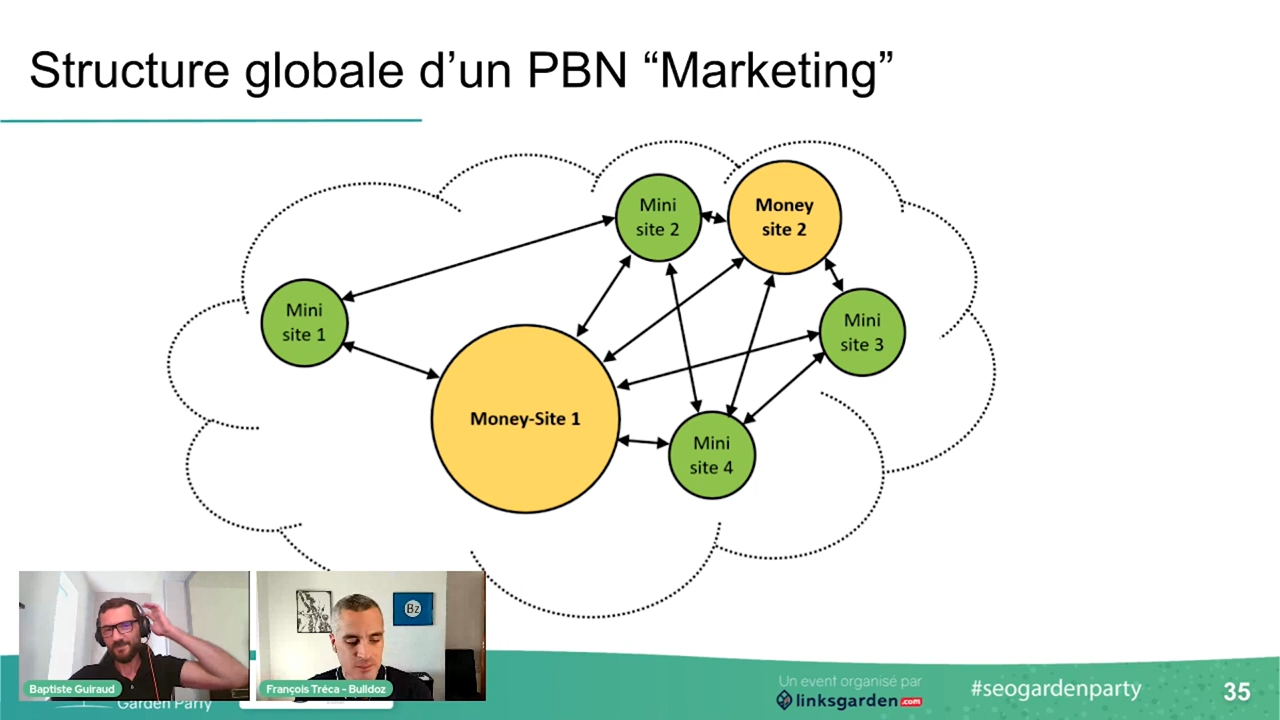 Structure globale d’un PBN “Marketing”
Mini
site 2
Money
site 2
Mini
site 1
Mini
site 3
Money-Site 1
Mini
site 4
Bz
Baptiste Guiraud
François Tréca - Bulldoz
Garden Party
Un event organisé par
linksgarden.com
#seogardenparty
35